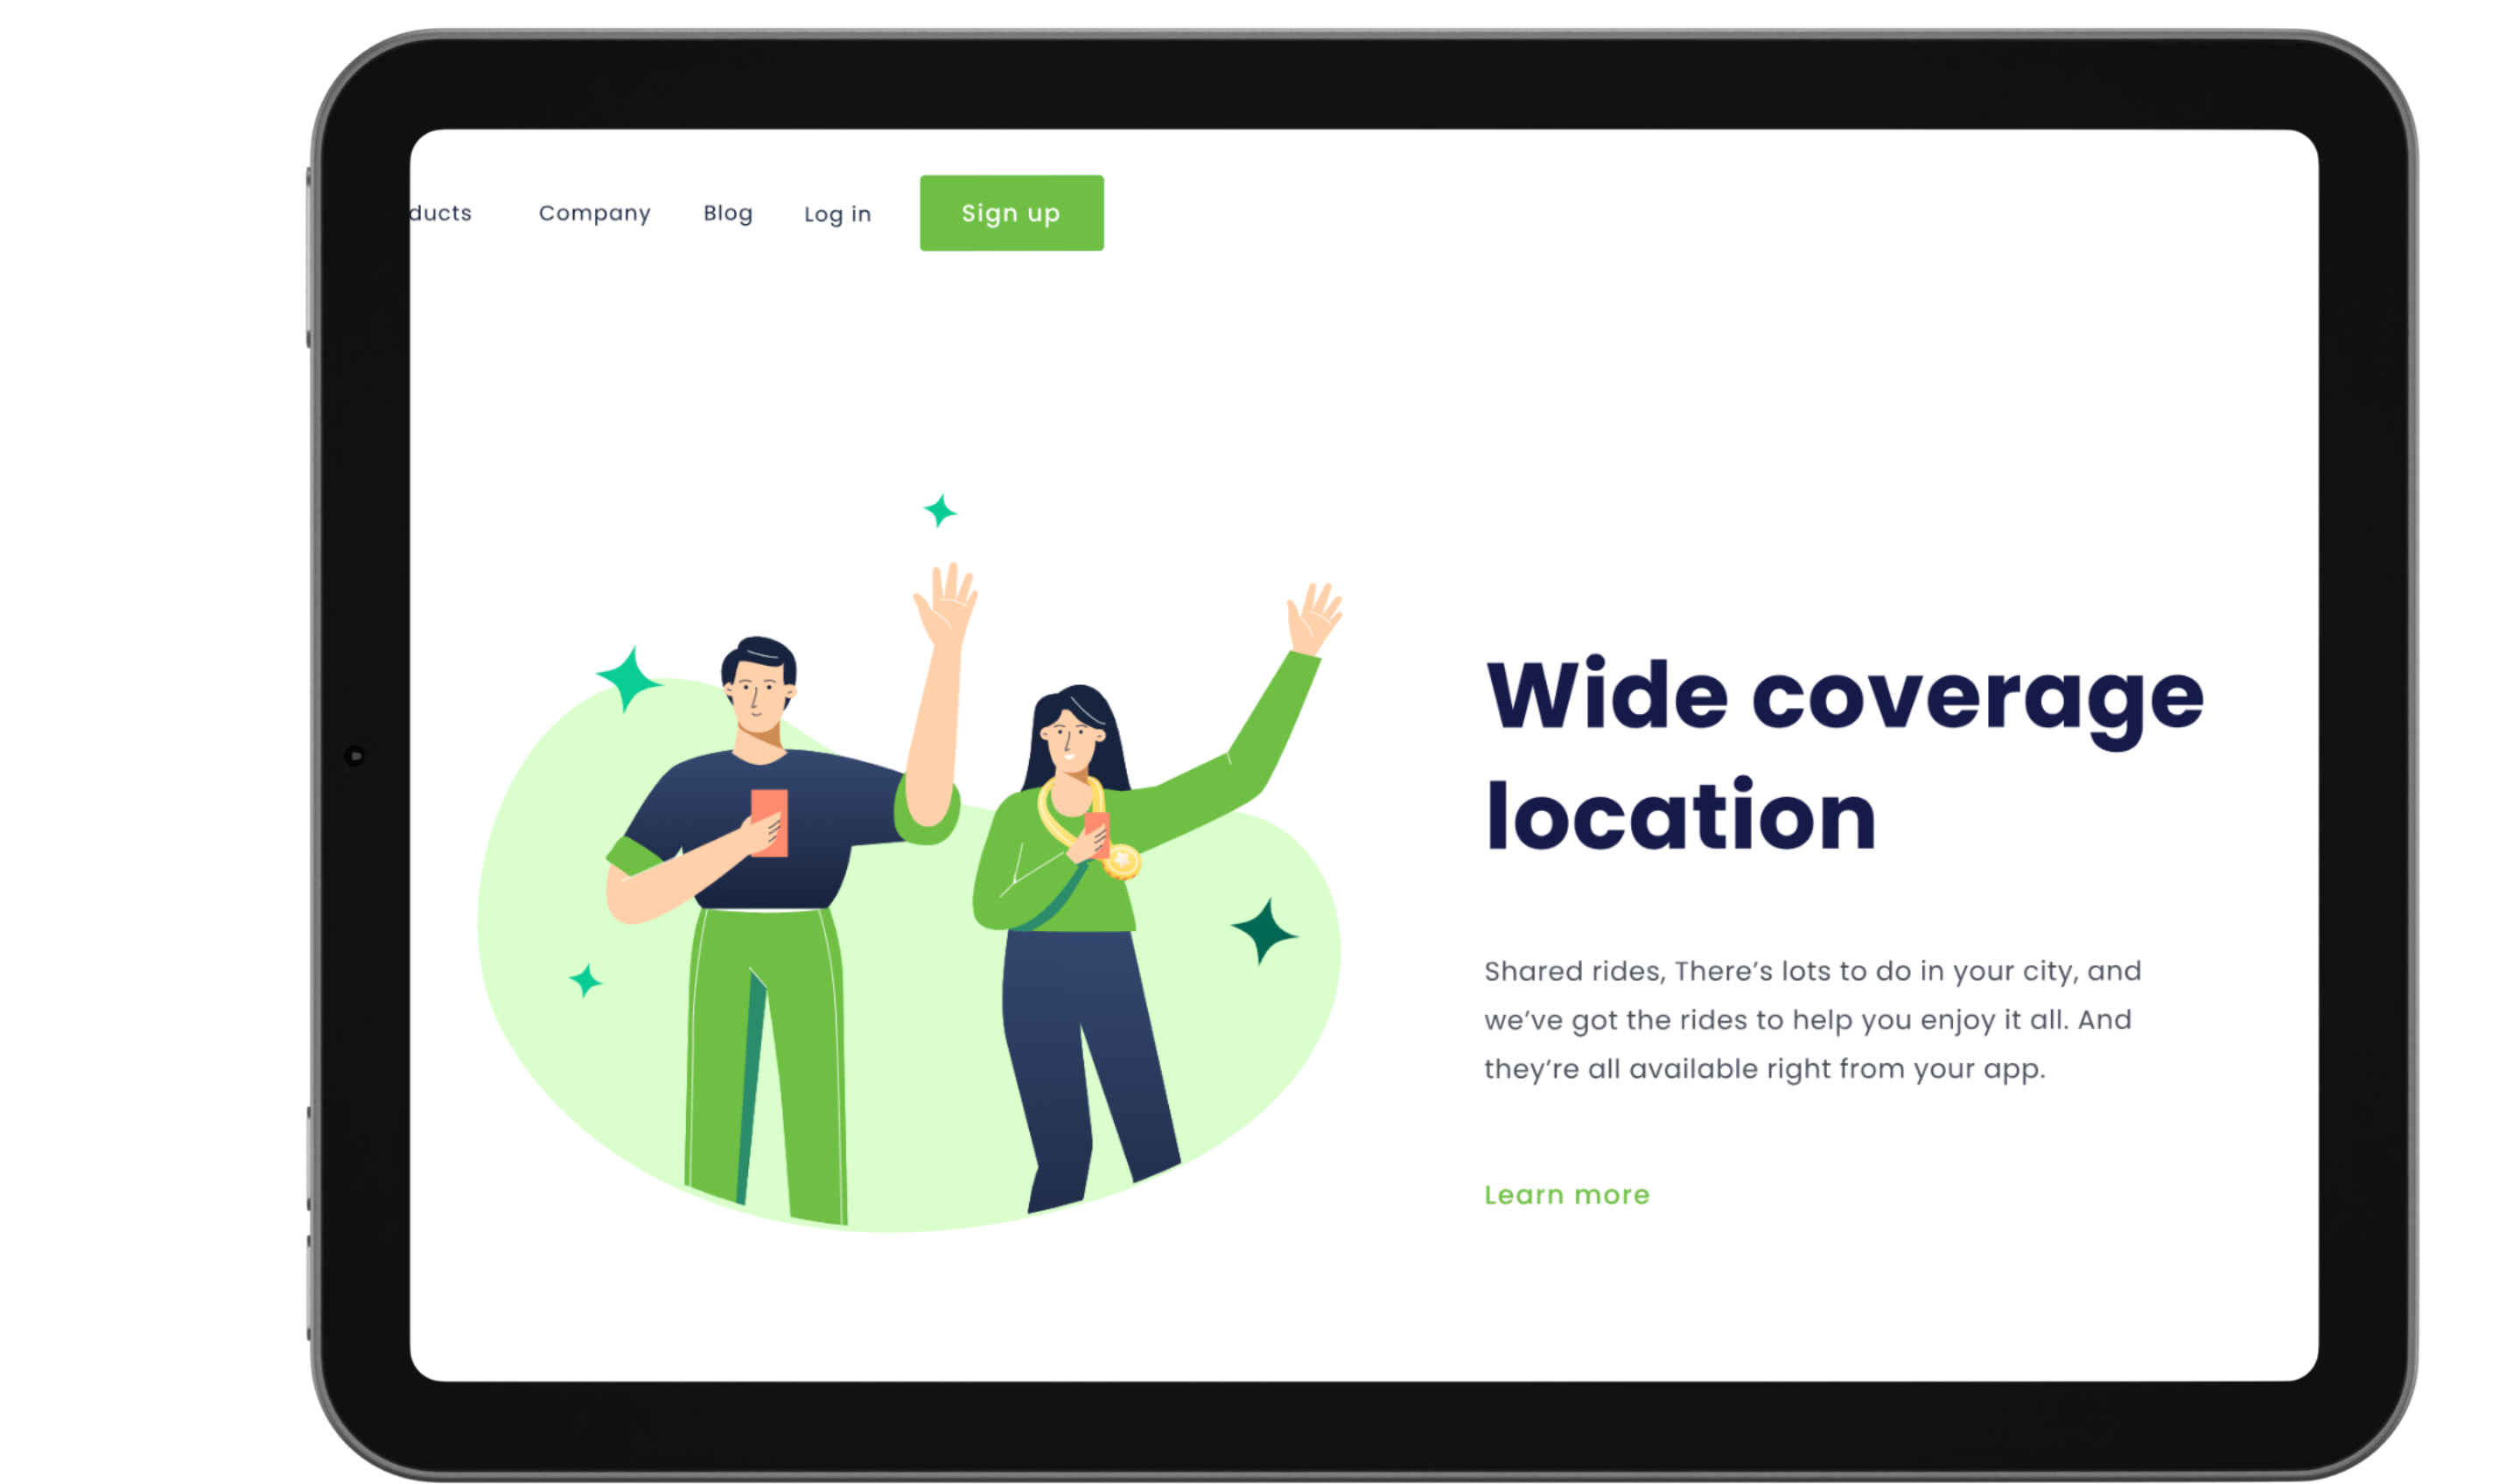 ducts Company Blog Log in Sign up
Wide coverage
location
Shared rides, There’s lots to do in your city, and
we’ve got the rides to help you enjoy it all. And
they’re all available right from your app.
Learn more